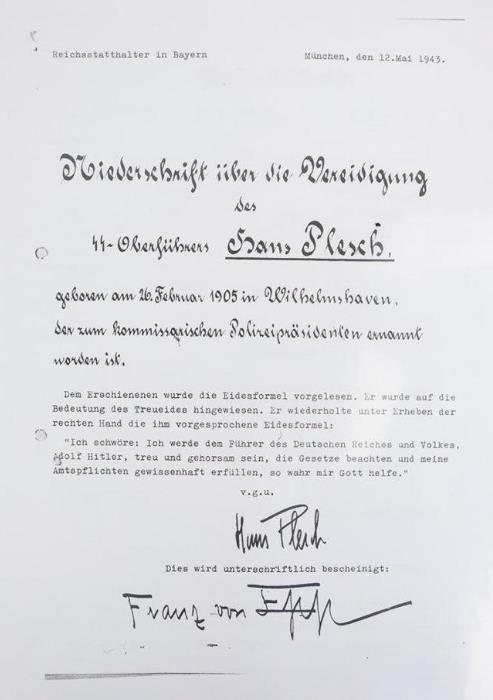 Reichsstatthalter in Bayern München, den 12.Mai 1943.
Niederschrift über die Vereidigung
des
SS-Oberführers Hans Plesch,
geboren am 26. Februar 1905 in Wilhelmshaven,
der zum kommissarischen Polizeipräsidenten ernannt
worden ist.
Dem Erschienenen wurde die Eidesformel vorgelesen. Er wurde auf die
Bedeutung des Treueides hingewiesen. Er wiederholte unter Erheben der
rechten Hand die ihm vorgesprochene Eidesformel:
"Ich schwöre: Ich werde dem Führer des Deutschen Reiches und Volkes,
Adolf Hitler, treu und gehorsam sein, die Gesetze beachten und meine
Amtspflichten gewissenhaft erfüllen, so wahr mir Gott helfe."
v.g.u.
Hans Plesch
Dies wird unterschriftlich bescheinigt:
Franz von Epp